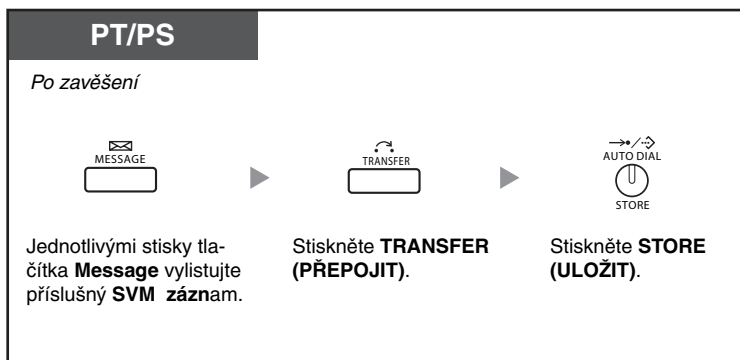 PT/PS
Po zavěšení
MESSAGE
TRANSFER
AUTO DIAL
STORE
Jednotlivými stisky tla-
čítka Message vylistujte
příslušný SVM záznam.
Stiskněte TRANSFER
(PŘEPOJIT).
Stiskněte STORE
(ULOŽIT).